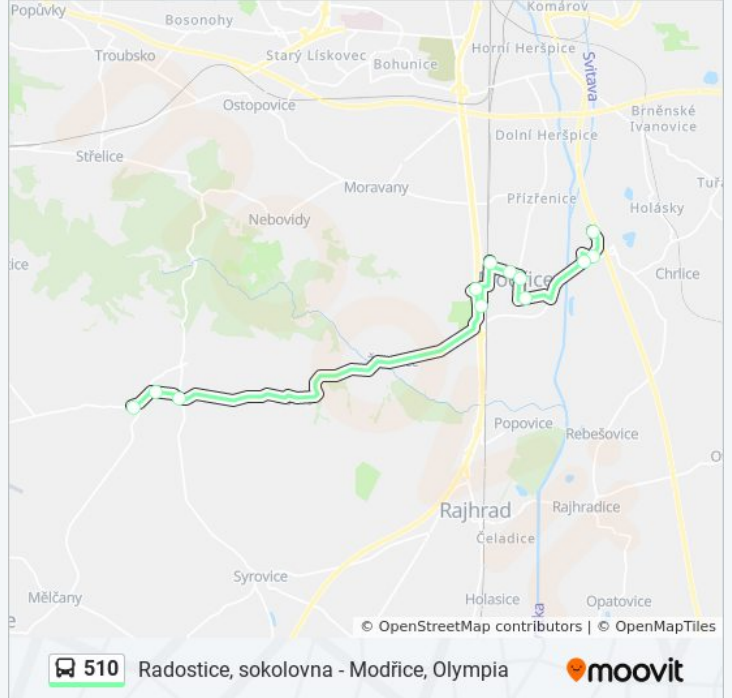 Popůvky
Bosonohy
Komárov
Troubsko
Starý Lískovec
Horní Heršpice
Bohunice
Svitava
Ostopovice
Brněnské
Ivanovice
Dolní Heršpice
Střelice
Moravany
Přízřenice
Holásky
Nebovidy
Chrlice
Popovice
Rebešovice
Rajhrad
Rajhradice
Čeladice
Syrovice
Mělčany
Holasice
Opatovice
© OpenStreetMap contributors | © OpenMapTiles
510 Radostice, sokolovna - Modřice, Olympia
moovit